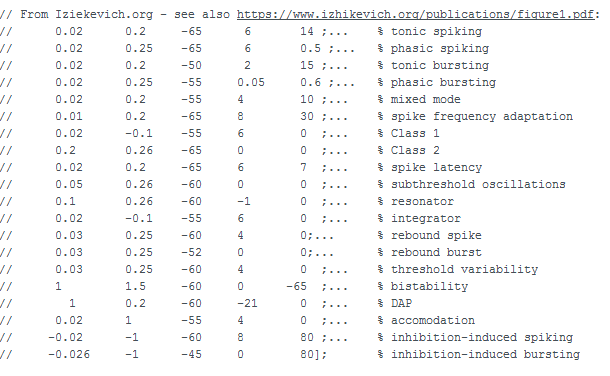 // From Iziekevich.org - see also https://www.izhikevich.org/publications/figure1.pdf:
// 0.02 0.2 -65 6 14 ;... % tonic spiking
// 0.02 0.25 -65 6 0.5 ;... % phasic spiking
// 0.02 0.2 -50 2 15 ;... % tonic bursting
// 0.02 0.25 -55 0.05 0.6 ;... % phasic bursting
// 0.02 0.2 -55 4 10 ;... % mixed mode
// 0.01 0.2 -65 8 30 ;... % spike frequency adaptation
// 0.02 -0.1 -55 6 0 ;... % Class 1
// 0.2 0.26 -65 0 0 ;... % Class 2
// 0.02 0.2 -65 6 7 ;... % spike latency
// 0.05 0.26 -60 0 0 ;... % subthreshold oscillations
// 0.1 0.26 -60 -1 0 ;... % resonator
// 0.02 -0.1 -55 6 0 ;... % integrator
// 0.03 0.25 -60 4 0;... % rebound spike
// 0.03 0.25 -52 0 0;... % rebound burst
// 0.03 0.25 -60 4 0 ;... % threshold variability
// 1 1.5 -60 0 -65 ;... % bistability
// 1 0.2 -60 -21 0 ;... % DAP
// 0.02 1 -55 4 0 ;... % accomodation
// -0.02 -1 -60 8 80 ;... % inhibition-induced spiking
// -0.026 -1 -45 0 80]; % inhibition-induced bursting